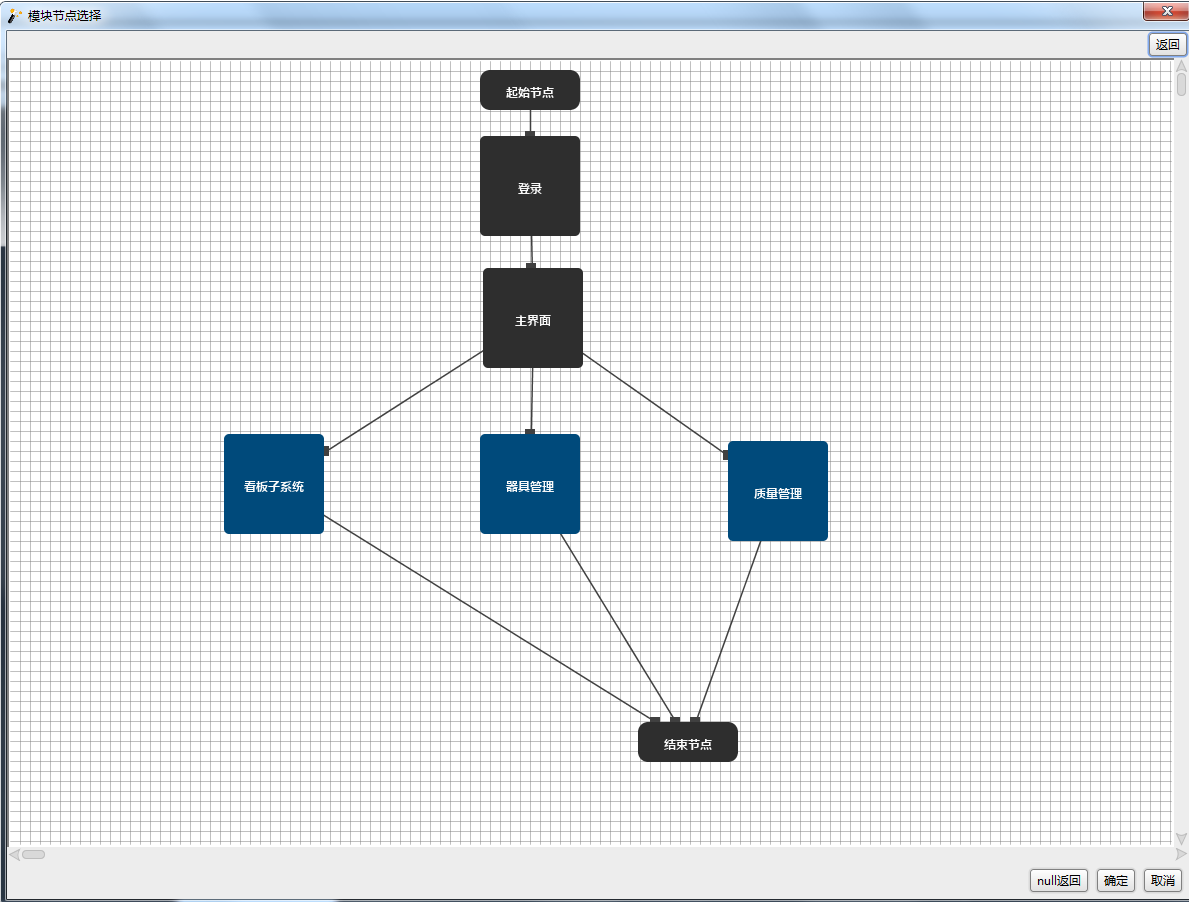 模块节点选择
返回
起始节点
登录
主界面
看板子系统
器具管理
质量管理
结束节点
null返回
确定
取消